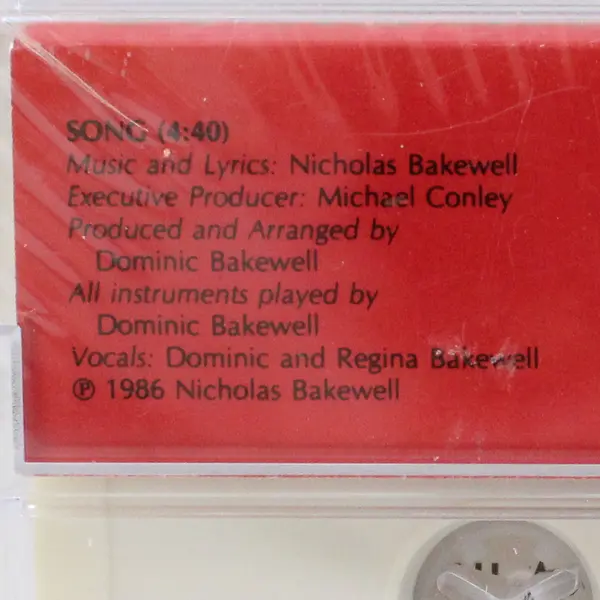 SONG (4:40)
Music and Lyrics: Nicholas Bakewell
Executive Producer: Michael Conley
Produced and Arranged by
Dominic Bakewell
All instruments played by
Dominic Bakewell
Vocals: Dominic and Regina Bakewell
℗ 1986 Nicholas Bakewell